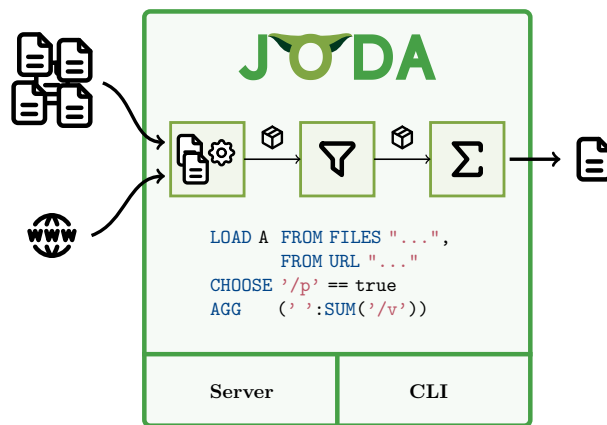 JODA
WWW
LOAD A FROM FILES "...",
FROM URL "..."
CHOOSE '/p' == true
AGG (' ':SUM('/v'))
Server
CLI